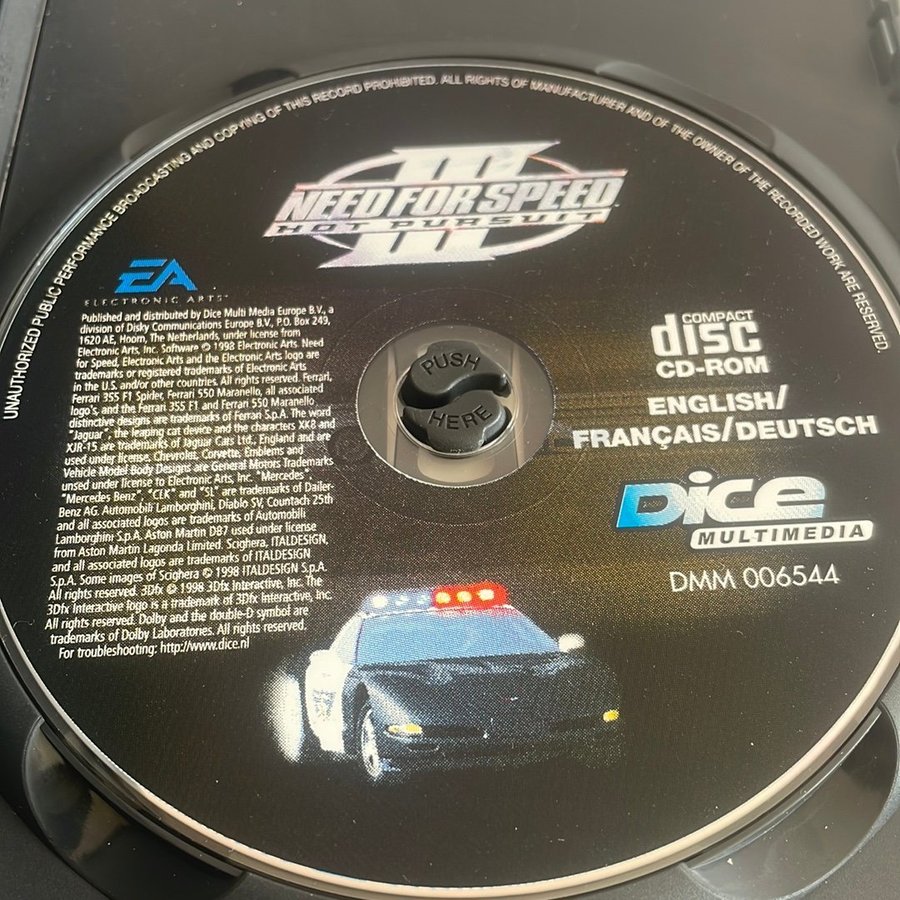 UNAUTHORIZED PUBLIC PERFORMANCE BROADCASTING AND COPYING OF THIS RECORD PROHIBITED. ALL RIGHTS OF MANUFACTURER AND OF THE OWNER OF THE RECORDED WORK ARE RESERVED.
III
NEED FOR SPEED
HOT PURSUIT
EA
ELECTRONIC ARTS™
Published and distributed by Dice Multi Media Europe B.V., a
division of Disky Communications Europe B.V., P.O. Box 249,
1620 AE, Hoorn, The Netherlands, under license from
Electronic Arts, Inc. Software © 1998 Electronic Arts. Need
for Speed, Electronic Arts and the Electronic Arts logo are
trademarks or registered trademarks of Electronic Arts
in the U.S. and/or other countries. All rights reserved. Ferrari,
Ferrari 355 F1 Spider, Ferrari 550 Maranello, all associated
logo's, and the Ferrari 355 F1 and Ferrari 550 Maranello
distinctive designs are trademarks of Ferrari S.p.A. The word
"Jaguar", the leaping cat device and the characters XK8 and
XJR-15 are trademarks of Jaguar Cars Ltd., England and are
used under license. Chevrolet, Corvette, Emblems and
Vehicle Model Body Designs are General Motors Trademarks
unsed under license to Electronic Arts, Inc. "Mercedes",
"Mercedes Benz", "CLK" and "SL" are trademarks of Dailer-
Benz AG. Automobili Lamborghini, Diablo SV, Countach 25th
and all associated logos are trademarks of Automobili
Lamborghini S.p.A. Aston Martin DB7 used under license
from Aston Martin Lagonda Limited. Scighera, ITALDESIGN,
and all associated logos are trademarks of ITALDESIGN
S.p.A. Some images of Scighera © 1998 ITALDESIGN S.p.A.
All rights reserved. 3Dfx © 1998 3Dfx Interactive, Inc. The
3Dfx Interactive logo is a trademark of 3Dfx Interactive, Inc.
All rights reserved. Dolby and the double-D symbol are
trademarks of Dolby Laboratories. All rights reserved.
For troubleshooting: http://www.dice.nl
PUSH
HERE
COMPACT
disc
CD-ROM
ENGLISH/
FRANÇAIS/DEUTSCH
Dice
MULTIMEDIA
DMM 006544